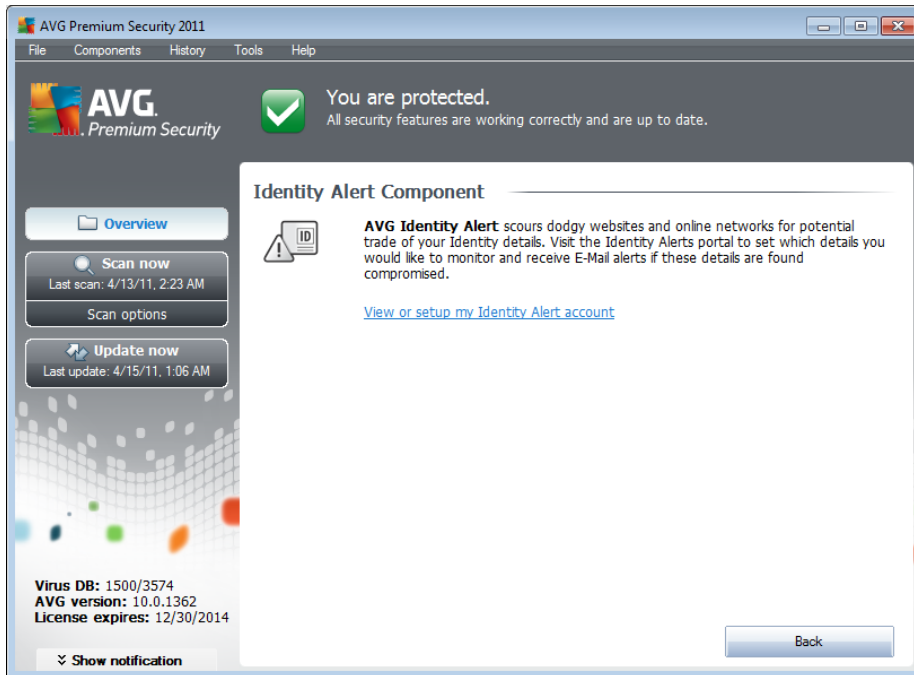 AVG Premium Security 2011
File Components History Tools Help
AVG.
Premium Security
You are protected.
All security features are working correctly and are up to date.
Overview
Scan now
Last scan: 4/13/11, 2:23 AM
Scan options
Update now
Last update: 4/15/11, 1:06 AM
Virus DB: 1500/3574
AVG version: 10.0.1362
License expires: 12/30/2014
Show notification
Identity Alert Component
ID
AVG Identity Alert scours dodgy websites and online networks for potential
trade of your Identity details. Visit the Identity Alerts portal to set which details you
would like to monitor and receive E-Mail alerts if these details are found
compromised.
View or setup my Identity Alert account
Back